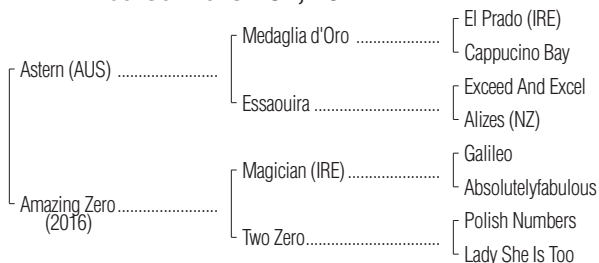 El Prado (IRE)
Medaglia d'Oro ....................
Cappucino Bay
Astern (AUS) ........................
Exceed And Excel
Essaouira ..............................
Alizes (NZ)
Galileo
Magician (IRE) ......................
Absolutelyfabulous
Amazing Zero ........................
(2016)
Polish Numbers
Two Zero................................
Lady She Is Too